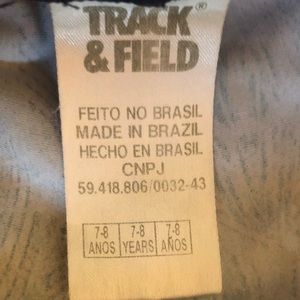 TRACK®
& FIELD
FEITO NO BRASIL
MADE IN BRAZIL
HECHO EN BRASIL
CNPJ
59.418.806/0032-43
7-8 7-8 7-8
ANOS YEARS AÑOS